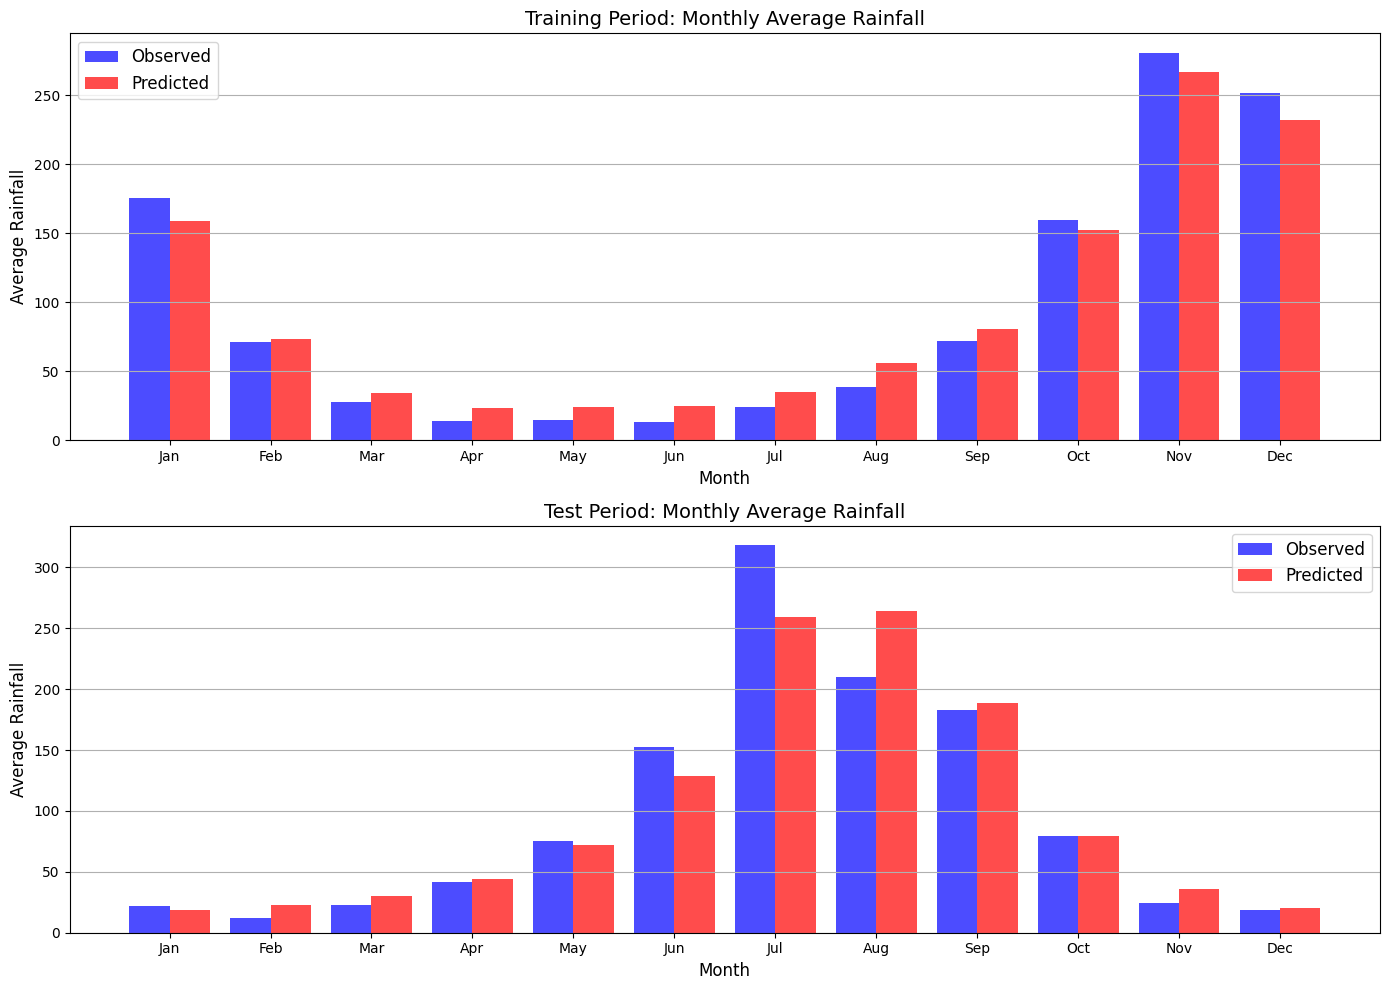 Training Period: Monthly Average Rainfall
Observed
Predicted
Average Rainfall
250
200
150
100
50
0
Jan Feb Mar Apr May Jun Jul Aug Sep Oct Nov Dec
Month
Test Period: Monthly Average Rainfall
Observed
Predicted
Average Rainfall
300
250
200
150
100
50
0
Jan Feb Mar Apr May Jun Jul Aug Sep Oct Nov Dec
Month